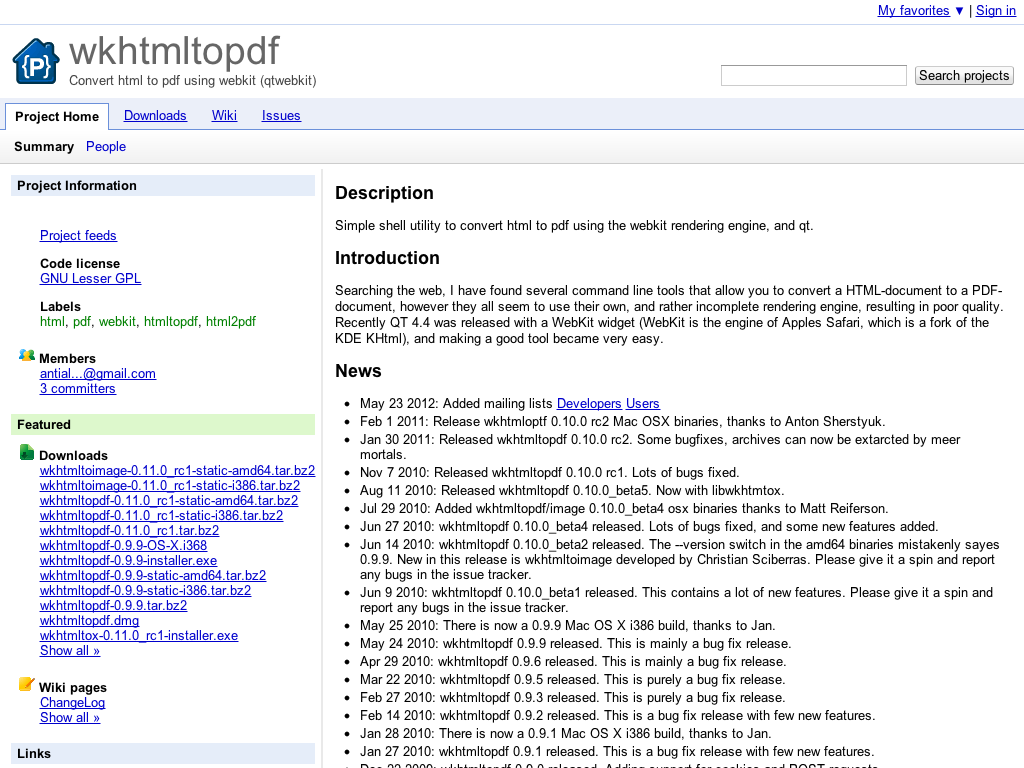 My favorites ▼ | Sign in
{P}
wkhtmltopdf
Convert html to pdf using webkit (qtwebkit)
Search projects
Project Home Downloads Wiki Issues
Summary People
Project Information
Project feeds
Code license
GNU Lesser GPL
Labels
html, pdf, webkit, htmltopdf, html2pdf
Members
antial...@gmail.com
3 committers
Featured
Downloads
wkhtmltoimage-0.11.0_rc1-static-amd64.tar.bz2
wkhtmltoimage-0.11.0_rc1-static-i386.tar.bz2
wkhtmltopdf-0.11.0_rc1-static-amd64.tar.bz2
wkhtmltopdf-0.11.0_rc1-static-i386.tar.bz2
wkhtmltopdf-0.11.0_rc1.tar.bz2
wkhtmltopdf-0.9.9-OS-X.i368
wkhtmltopdf-0.9.9-installer.exe
wkhtmltopdf-0.9.9-static-amd64.tar.bz2
wkhtmltopdf-0.9.9-static-i386.tar.bz2
wkhtmltopdf-0.9.9.tar.bz2
wkhtmltopdf.dmg
wkhtmltox-0.11.0_rc1-installer.exe
Show all »
Wiki pages
ChangeLog
Show all »
Links
Description
Simple shell utility to convert html to pdf using the webkit rendering engine, and qt.
Introduction
Searching the web, I have found several command line tools that allow you to convert a HTML-document to a PDF-
document, however they all seem to use their own, and rather incomplete rendering engine, resulting in poor quality.
Recently QT 4.4 was released with a WebKit widget (WebKit is the engine of Apples Safari, which is a fork of the
KDE KHtml), and making a good tool became very easy.
News
• May 23 2012: Added mailing lists Developers Users
• Feb 1 2011: Release wkhtmloptf 0.10.0 rc2 Mac OSX binaries, thanks to Anton Sherstyuk.
• Jan 30 2011: Released wkhtmltopdf 0.10.0 rc2. Some bugfixes, archives can now be extarcted by meer
mortals.
• Nov 7 2010: Released wkhtmltopdf 0.10.0 rc1. Lots of bugs fixed.
• Aug 11 2010: Released wkhtmltopdf 0.10.0_beta5. Now with libwkhtmtox.
• Jul 29 2010: Added wkhtmltopdf/image 0.10.0_beta4 osx binaries thanks to Matt Reiferson.
• Jun 27 2010: wkhtmltopdf 0.10.0_beta4 released. Lots of bugs fixed, and some new features added.
• Jun 14 2010: wkhtmltopdf 0.10.0_beta2 released. The --version switch in the amd64 binaries mistakenly sayes
0.9.9. New in this release is wkhtmltoimage developed by Christian Sciberras. Please give it a spin and report
any bugs in the issue tracker.
• Jun 9 2010: wkhtmltopdf 0.10.0_beta1 released. This contains a lot of new features. Please give it a spin and
report any bugs in the issue tracker.
• May 25 2010: There is now a 0.9.9 Mac OS X i386 build, thanks to Jan.
• May 24 2010: wkhtmltopdf 0.9.9 released. This is mainly a bug fix release.
• Apr 29 2010: wkhtmltopdf 0.9.6 released. This is mainly a bug fix release.
• Mar 22 2010: wkhtmltopdf 0.9.5 released. This is purely a bug fix release.
• Feb 27 2010: wkhtmltopdf 0.9.3 released. This is purely a bug fix release.
• Feb 14 2010: wkhtmltopdf 0.9.2 released. This is a bug fix release with few new features.
• Jan 28 2010: There is now a 0.9.1 Mac OS X i386 build, thanks to Jan.
• Jan 27 2010: wkhtmltopdf 0.9.1 released. This is a bug fix release with few new features.